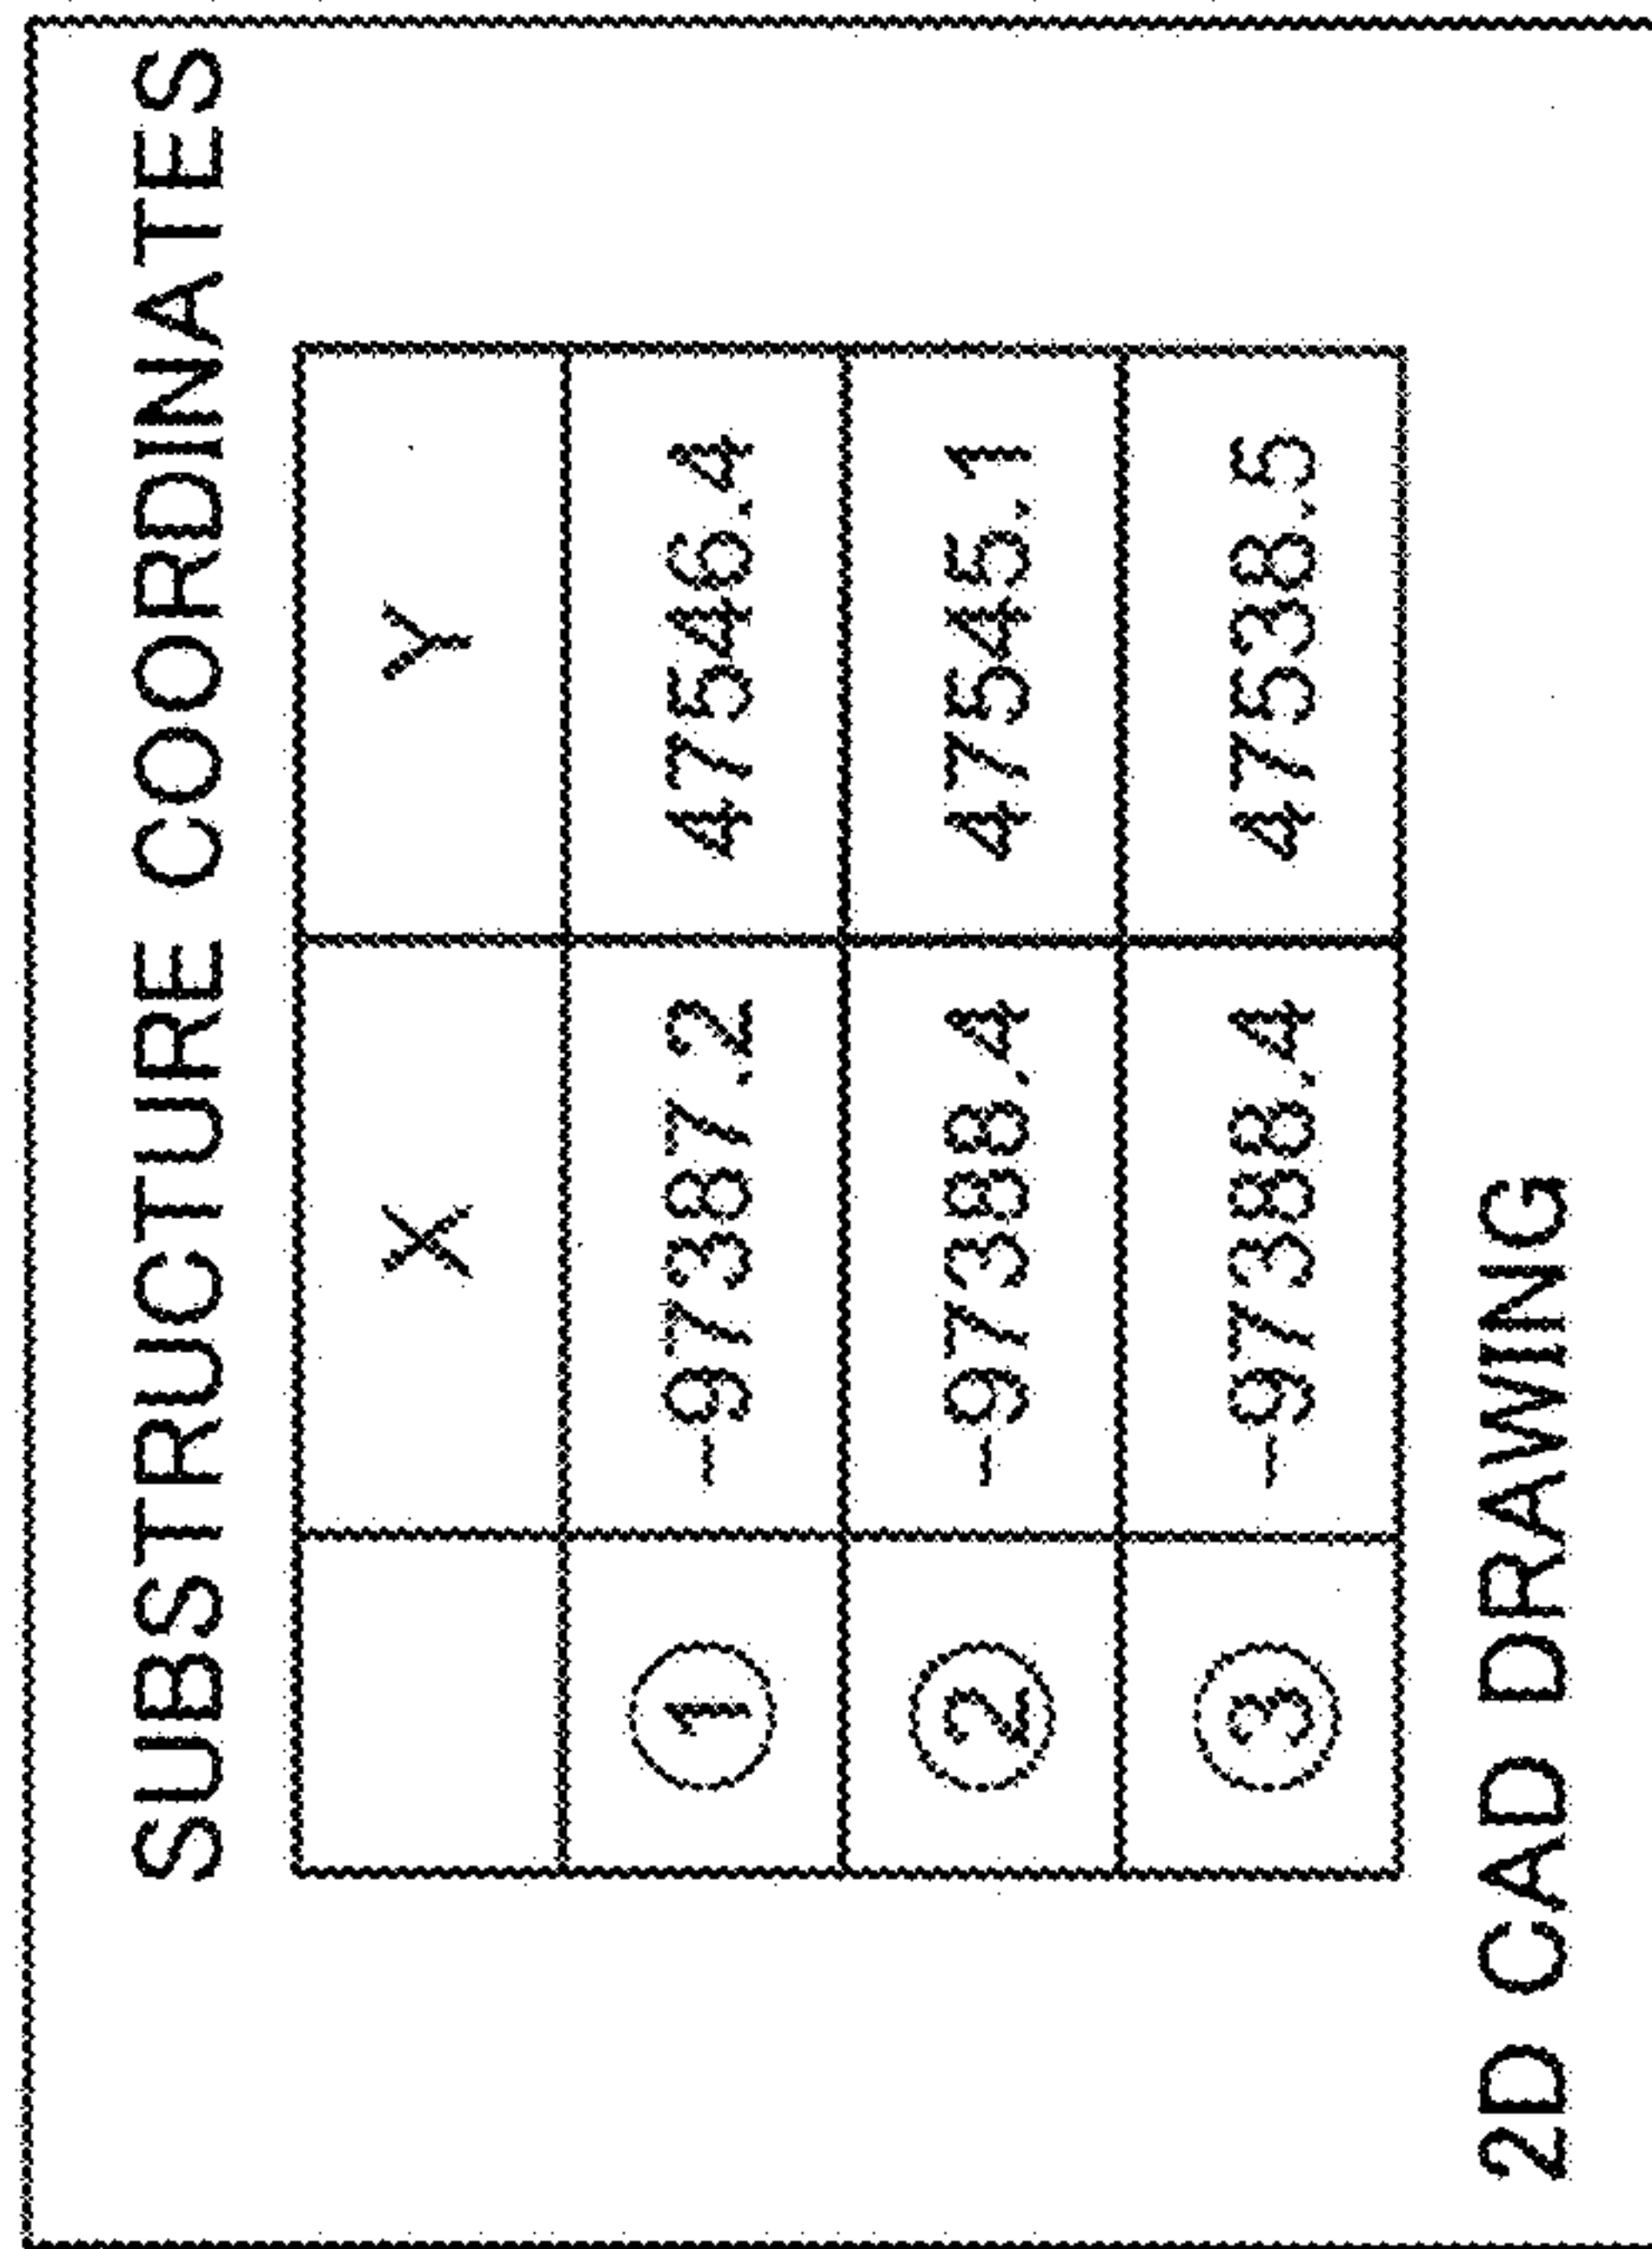 SUBSTRUCTURE COORDINATES
X Y
① -97387.2 47546.4
② -97388.4 47545.1
③ -97388.4 47538.5
2D CAD DRAWING